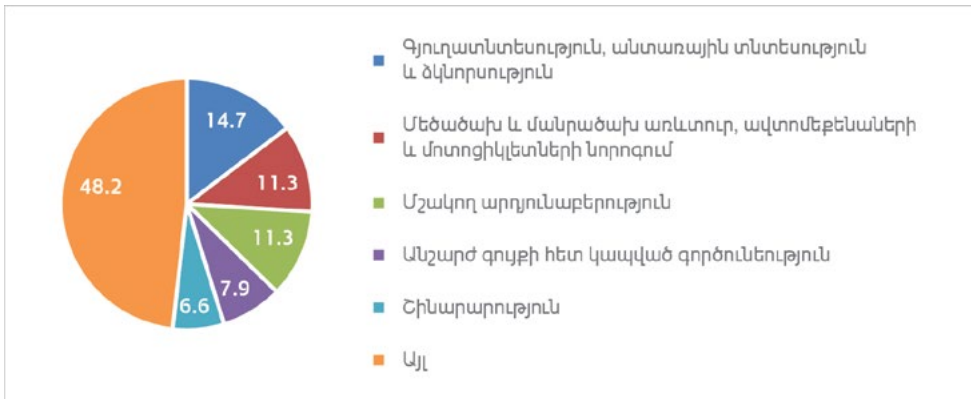 14.7
11.3
11.3
7.9
6.6
48.2
Գյուղատնտեսություն, անտառային տնտեսություն
և ձկնորսություն
Մեծածախ և մանրածախ առևտուր, ավտոմեքենաների
և մոտոցիկլետների նորոգում
Մշակող արդյունաբերություն
Անշարժ գույքի հետ կապված գործունեություն
Շինարարություն
Այլ